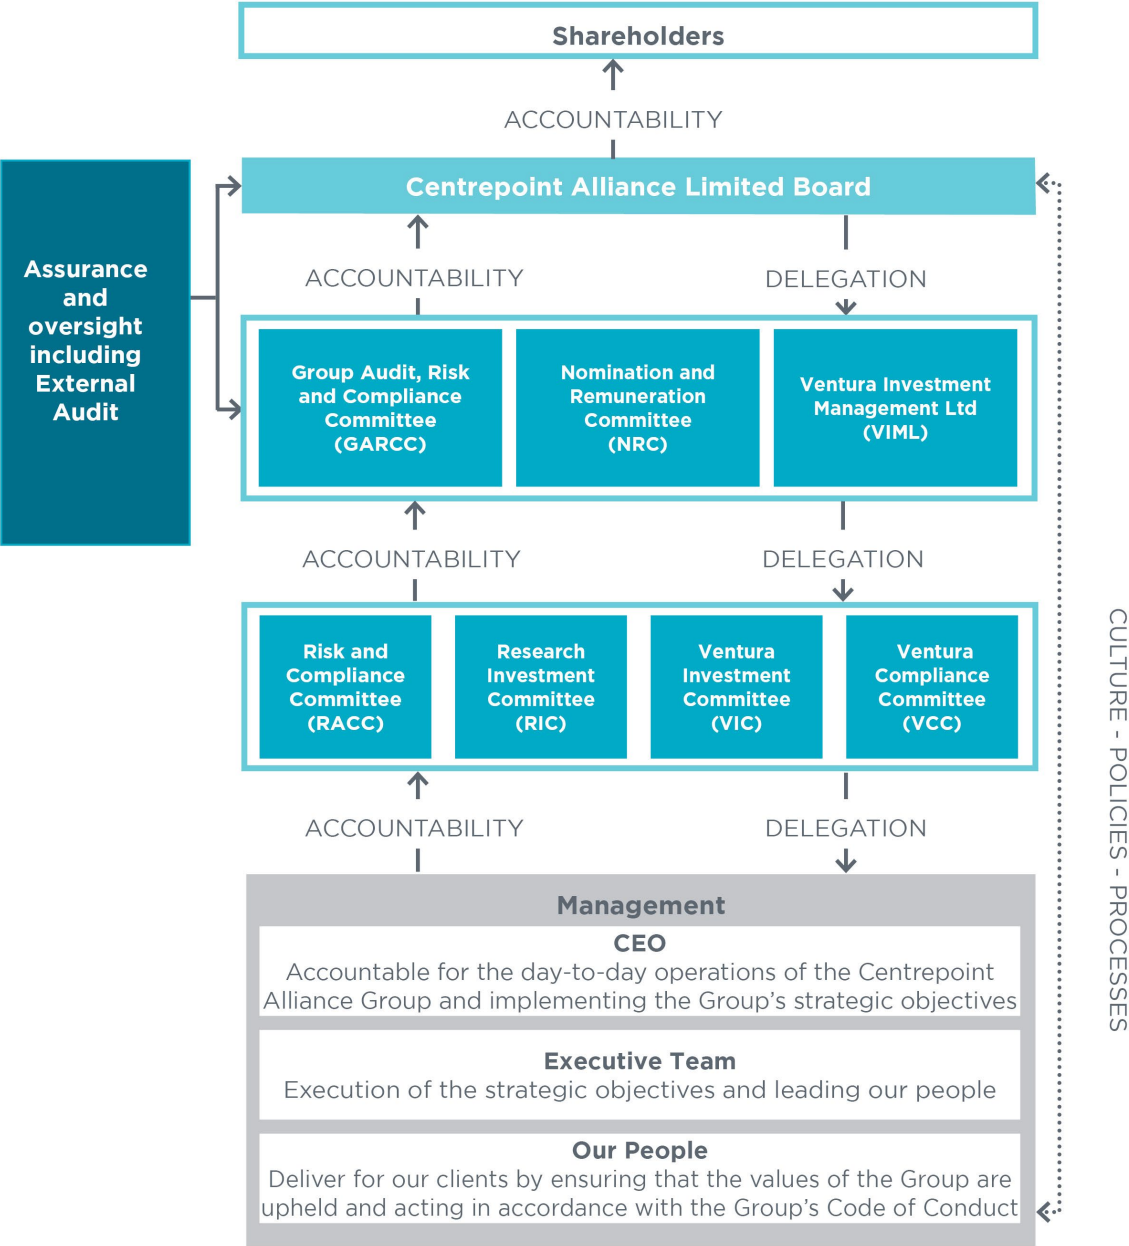 Shareholders
ACCOUNTABILITY
Centrepoint Alliance Limited Board
Assurance
and
oversight
including
External
Audit
ACCOUNTABILITY
DELEGATION
Group Audit, Risk
and Compliance
Committee
(GARCC)
Nomination and
Remuneration
Committee
(NRC)
Ventura Investment
Management Ltd
(VIML)
ACCOUNTABILITY
DELEGATION
Risk and
Compliance
Committee
(RACC)
Research
Investment
Committee
(RIC)
Ventura
Investment
Committee
(VIC)
Ventura
Compliance
Committee
(VCC)
ACCOUNTABILITY
DELEGATION
CULTURE - POLICIES - PROCESSES
Management
CEO
Accountable for the day-to-day operations of the Centrepoint
Alliance Group and implementing the Group’s strategic objectives
Executive Team
Execution of the strategic objectives and leading our people
Our People
Deliver for our clients by ensuring that the values of the Group are
upheld and acting in accordance with the Group’s Code of Conduct